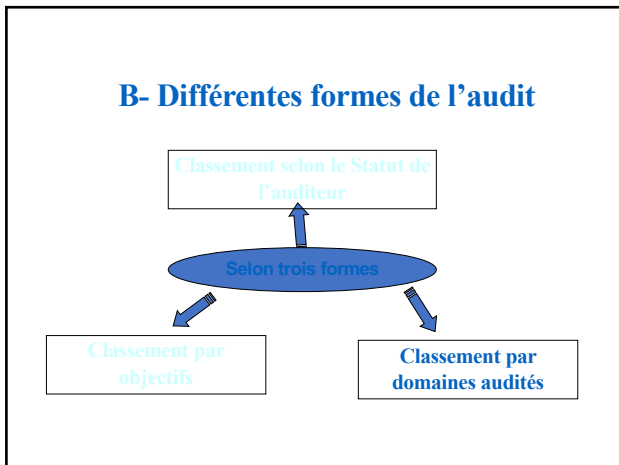 B- Différentes formes de l’audit
Classement selon le Statut de
l’auditeur
Selon trois formes
Classement par
objectifs
Classement par
domaines audités